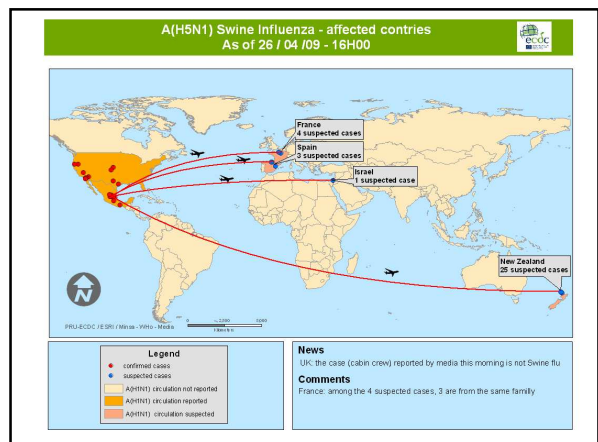 A(H5N1) Swine Influenza - affected contries
As of 26 / 04 /09 - 16H00
ecdc
France
4 suspected cases
Spain
3 suspected cases
Israel
1 suspected case
New Zealand
25 suspected cases
N
PRU-ECDC / ESRI / Minsa - WHo - Media
Legend
confirmed cases
suspected cases
A(H1N1) circulation not reported
A(H1N1) circulation reported
A(H1N1) circulation suspected
News
UK: the case (cabin crew) reported by media this morning is not Swine flu
Comments
France: among the 4 suspected cases, 3 are from the same familly